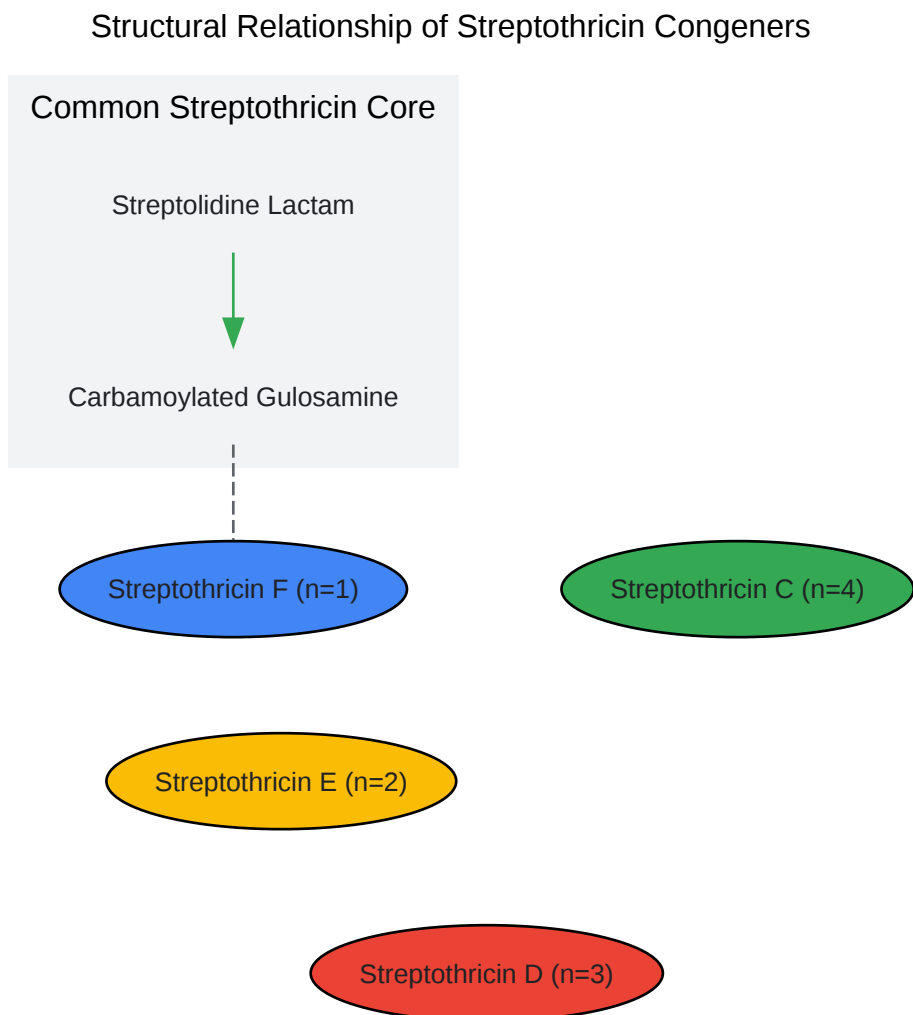 Structural Relationship of Streptothricin Congeners
Common Streptothricin Core
Streptolidine Lactam
Carbamoylated Gulosamine
Streptothricin F (n=1)
Streptothricin C (n=4)
Streptothricin E (n=2)
Streptothricin D (n=3)